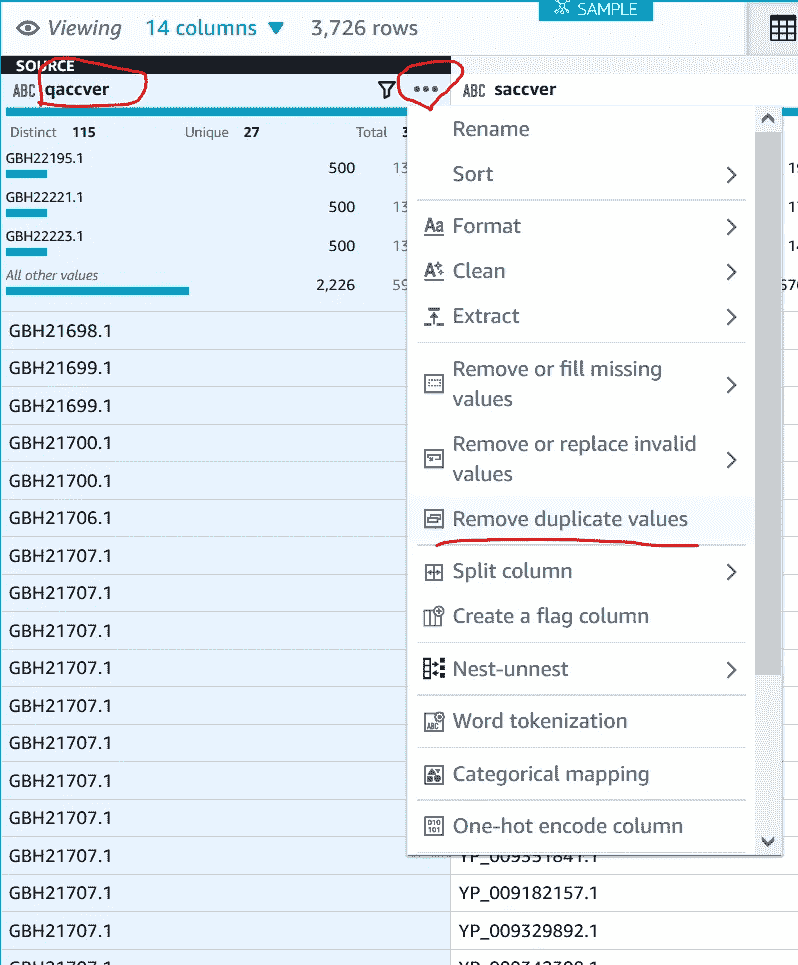 SAMPLE
Viewing 14 columns 3,726 rows
SOURCE
ABC qaccver ABC saccver
Distinct 115 Unique 27 Total
GBH22195.1
500
GBH22221.1
500
GBH22223.1
500
All other values
2,226
GBH21698.1
GBH21699.1
GBH21699.1
GBH21700.1
GBH21700.1
GBH21706.1
GBH21707.1
GBH21707.1
GBH21707.1
GBH21707.1
GBH21707.1
GBH21707.1
GBH21707.1
GBH21707.1
GBH21707.1
GBH21707.1
GBH21707.1
GBH21707.1
Rename
Sort
Format
Clean
Extract
Remove or fill missing
values
Remove or replace invalid
values
Remove duplicate values
Split column
Create a flag column
Nest-unnest
Word tokenization
Categorical mapping
One-hot encode column
YP_009182157.1
YP_009329892.1